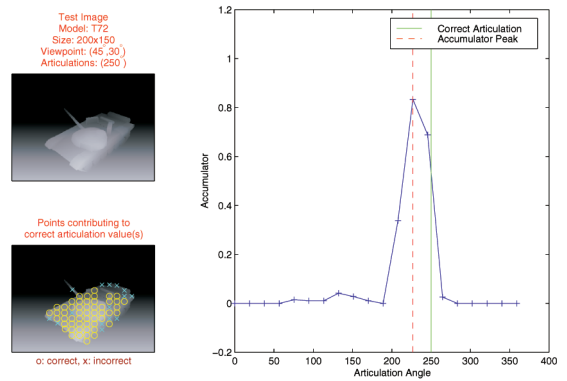 Test Image
Model: T72
Size: 200x150
Viewpoint: (45°,30°)
Articulations: (250°)
Points contributing to
correct articulation value(s)
o: correct, x: incorrect
1.2
1
0.8
0.6
0.4
0.2
0
-0.2
Accumulator
Correct Articulation
Accumulator Peak
0 50 100 150 200 250 300 350 400
Articulation Angle